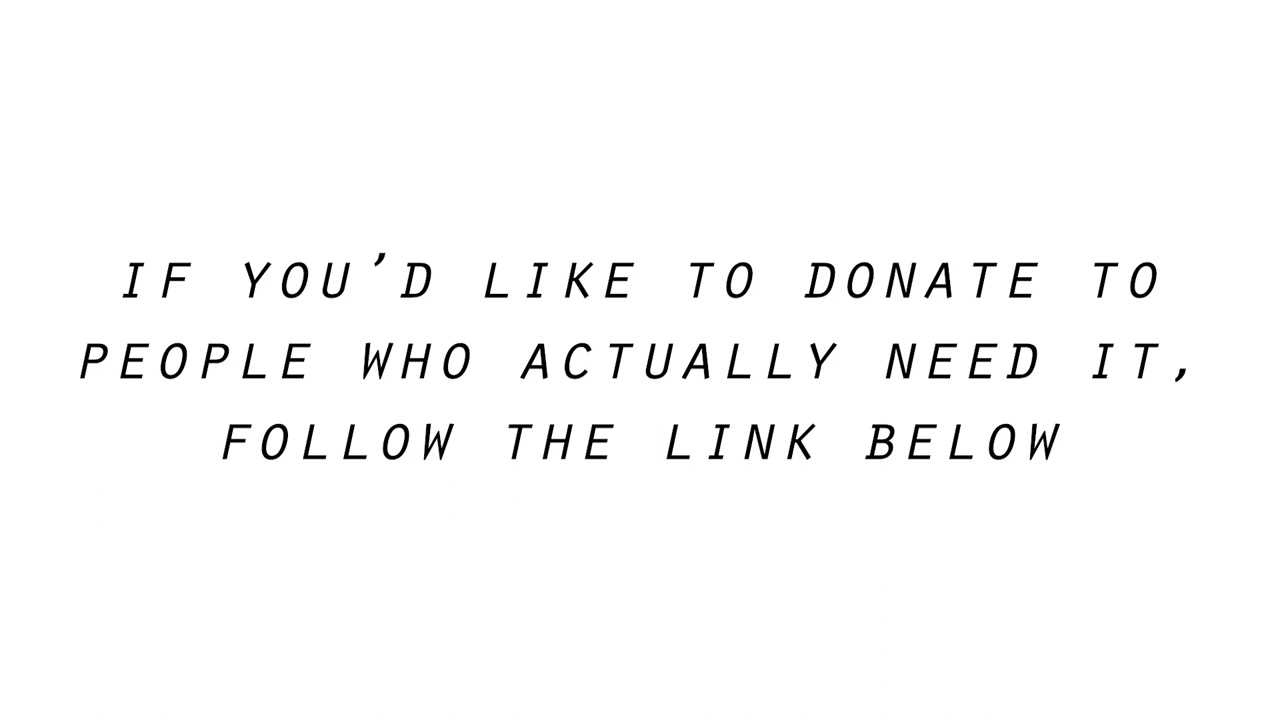 IF YOU’D LIKE TO DONATE TO
PEOPLE WHO ACTUALLY NEED IT,
FOLLOW THE LINK BELOW